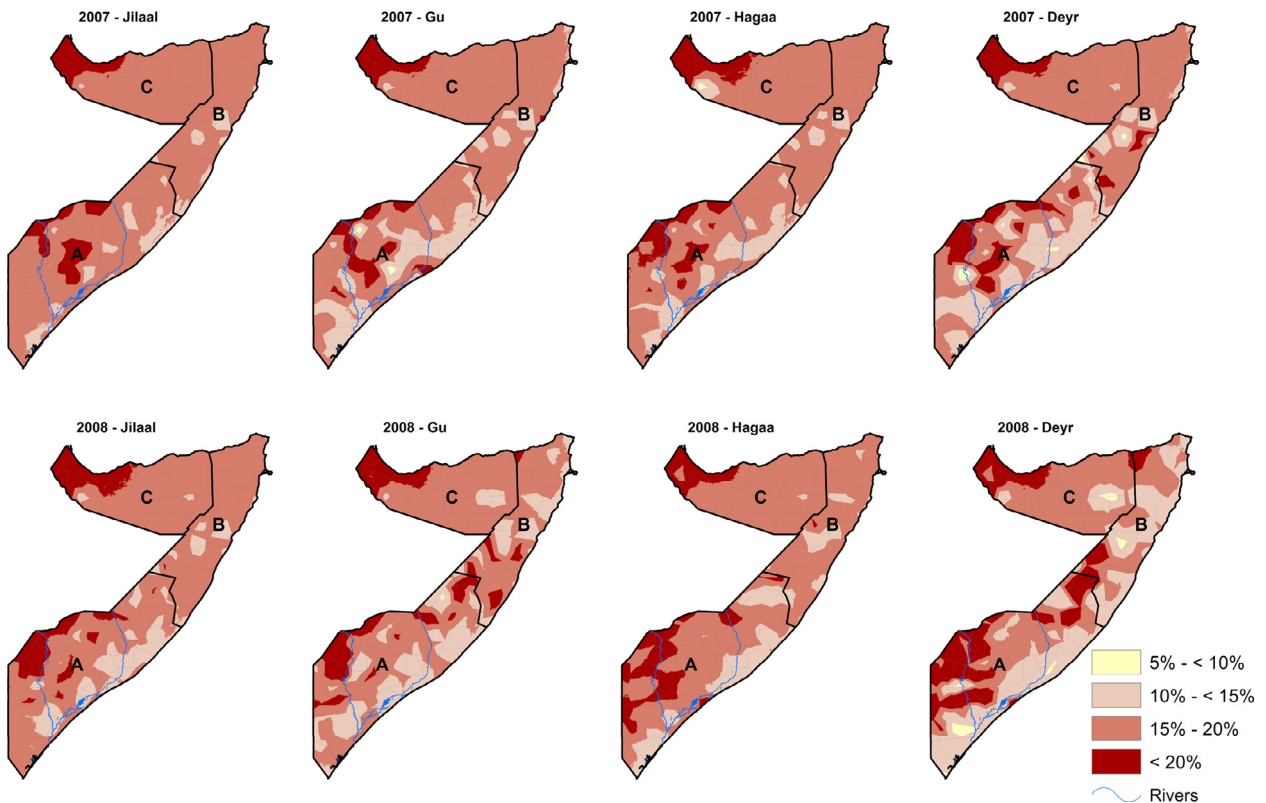 2007 - Jilaal
2007 - Gu
2007 - Hagaa
2007 - Deyr
C
B
A
C
B
A
C
B
A
C
B
A
2008 - Jilaal
2008 - Gu
2008 - Hagaa
2008 - Deyr
C
B
A
C
B
A
C
B
A
C
B
A
5% - < 10%
10% - < 15%
15% - 20%
< 20%
Rivers